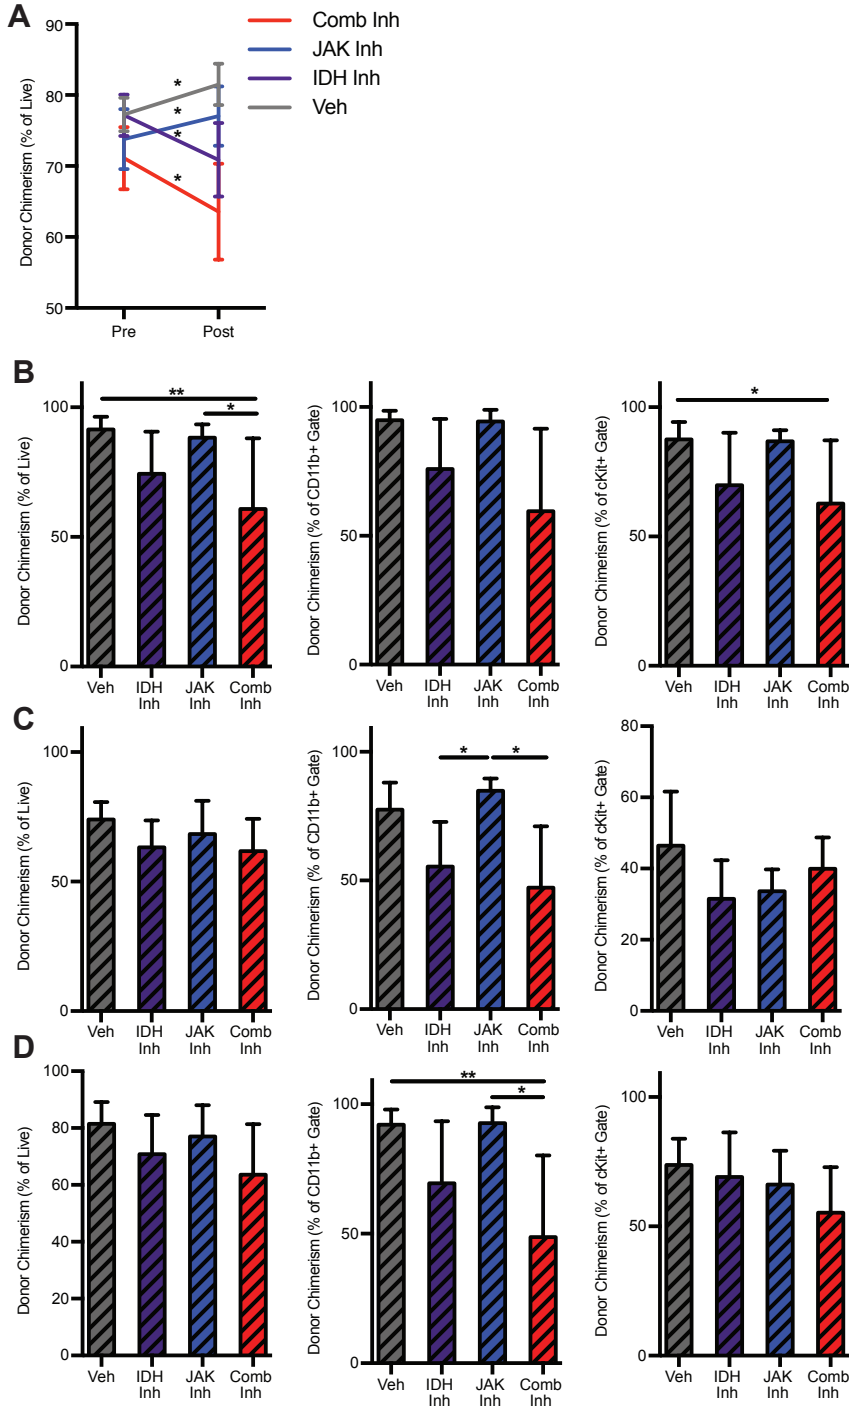 A
90
80
70
60
50
Donor Chimerism (% of Live)
Pre
Post
*
*
*
*
Comb Inh
JAK Inh
IDH Inh
Veh
B
100
50
0
Donor Chimerism (% of Live)
**
*
Veh
IDH
Inh
JAK
Inh
Comb
Inh
100
50
0
Donor Chimerism (% of CD11b+ Gate)
Veh
IDH
Inh
JAK
Inh
Comb
Inh
100
50
0
Donor Chimerism (% of cKit+ Gate)
*
Veh
IDH
Inh
JAK
Inh
Comb
Inh
C
100
50
0
Donor Chimerism (% of Live)
Veh
IDH
Inh
JAK
Inh
Comb
Inh
100
50
0
Donor Chimerism (% of CD11b+ Gate)
*
*
Veh
IDH
Inh
JAK
Inh
Comb
Inh
80
60
40
20
0
Donor Chimerism (% of cKit+ Gate)
Veh
IDH
Inh
JAK
Inh
Comb
Inh
D
100
80
60
40
20
0
Donor Chimerism (% of Live)
Veh
IDH
Inh
JAK
Inh
Comb
Inh
100
50
0
Donor Chimerism (% of CD11b+ Gate)
**
*
Veh
IDH
Inh
JAK
Inh
Comb
Inh
100
50
0
Donor Chimerism (% of cKit+ Gate)
Veh
IDH
Inh
JAK
Inh
Comb
Inh